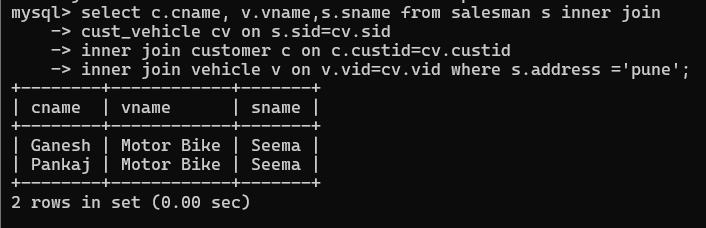 mysql> select c.cname, v.vname,s.sname from salesman s inner join
    -> cust_vehicle cv on s.sid=cv.sid
    -> inner join customer c on c.custid=cv.custid
    -> inner join vehicle v on v.vid=cv.vid where s.address ='pune';
+--------+------------+-------+
| cname  | vname      | sname |
+--------+------------+-------+
| Ganesh | Motor Bike | Seema |
| Pankaj | Motor Bike | Seema |
+--------+------------+-------+
2 rows in set (0.00 sec)